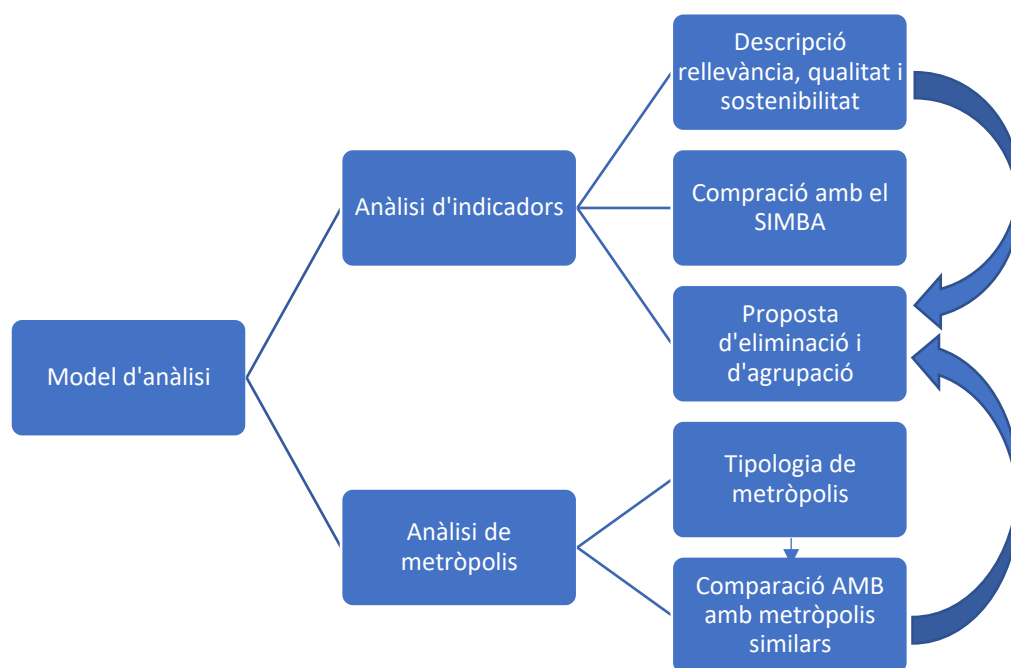 Model d'anàlisi
Anàlisi d'indicadors
Descripció
rellevància, qualitat i
sostenibilitat
Compració amb el
SIMBA
Proposta
d'eliminació i
d'agrupació
Anàlisi de
metròpolis
Tipologia de
metròpolis
Comparació AMB
amb metròpolis
similars